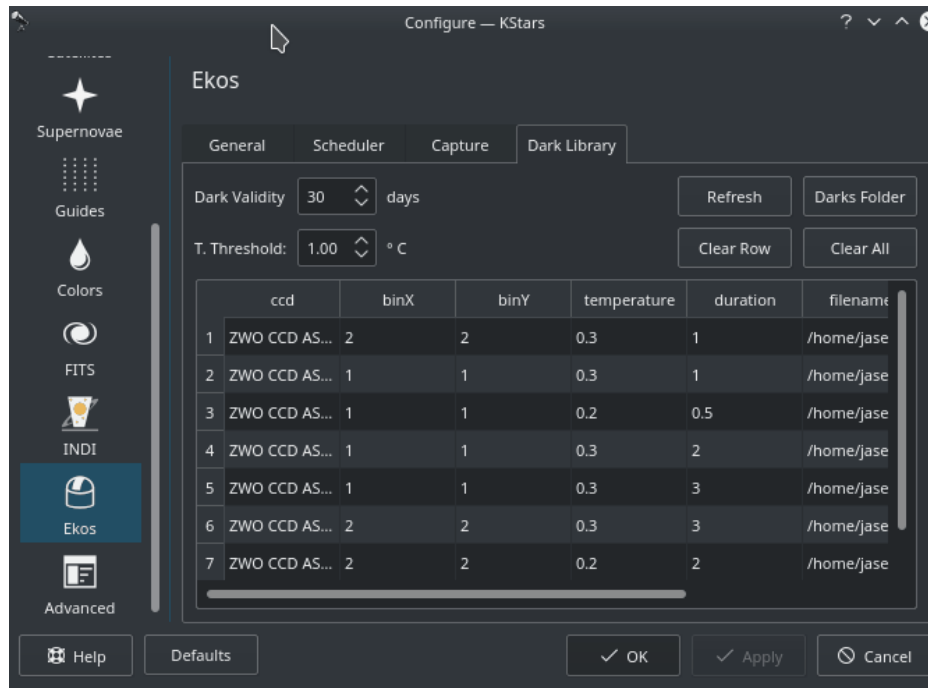 Configure — KStars
Ekos
Supernovae
Guides
Colors
FITS
INDI
Ekos
Advanced
General Scheduler Capture Dark Library
Dark Validity 30 days Refresh Darks Folder
T. Threshold: 1.00 ° C Clear Row Clear All
ccd binX binY temperature duration filename
1 ZWO CCD AS... 2 2 0.3 1 /home/jase
2 ZWO CCD AS... 1 1 0.3 1 /home/jase
3 ZWO CCD AS... 1 1 0.2 0.5 /home/jase
4 ZWO CCD AS... 1 1 0.3 2 /home/jase
5 ZWO CCD AS... 1 1 0.3 3 /home/jase
6 ZWO CCD AS... 2 2 0.3 3 /home/jase
7 ZWO CCD AS... 2 2 0.2 2 /home/jase
Help Defaults OK Apply Cancel